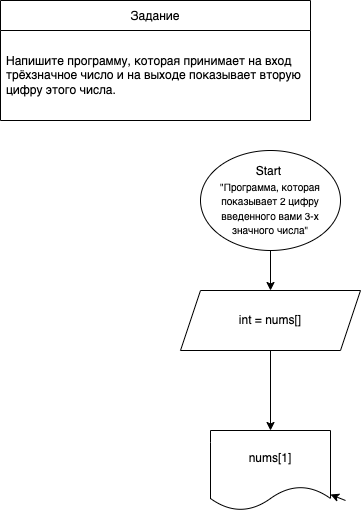 Задание
Напишите программу, которая принимает на вход
трёхзначное число и на выходе показывает вторую
цифру этого числа.
Start
"Программа, которая
показывает 2 цифру
введенного вами 3-х
значного числа"
int = nums[]
nums[1]